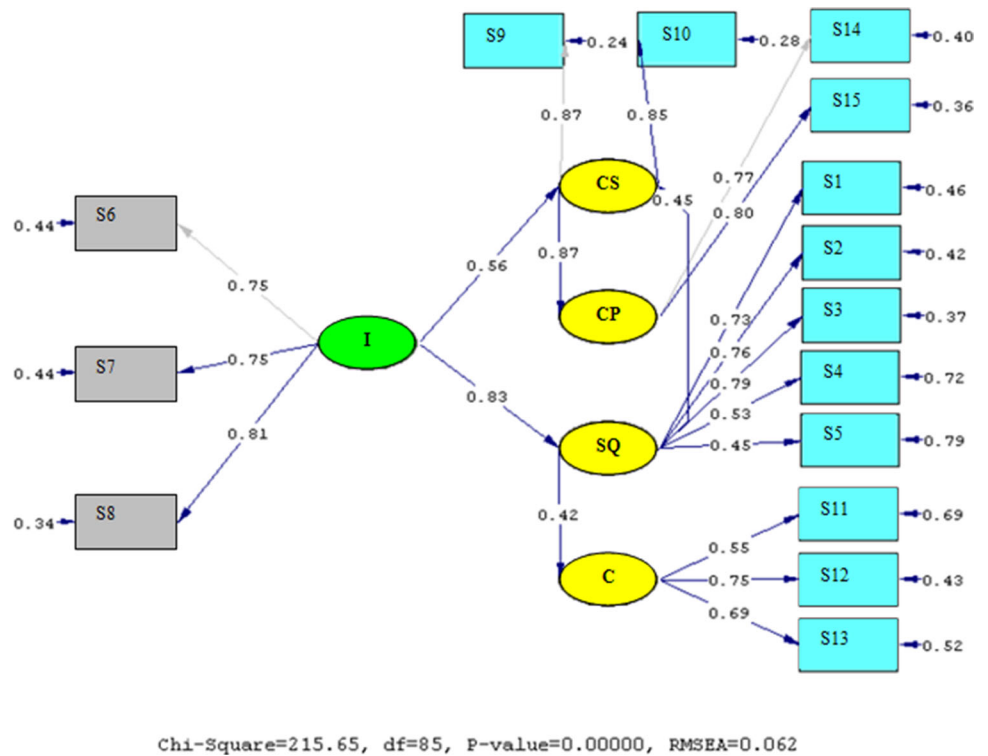 S9
0.24
S10
0.28
S14
0.40
S15
0.36
0.87
0.85
0.77
0.80
S6
0.44
0.75
CS
0.45
S1
0.46
S2
0.42
0.56
0.87
CP
S3
0.37
I
0.73
0.76
0.79
S7
0.44
0.75
S4
0.72
0.53
0.83
SQ
0.45
S5
0.79
0.81
S8
0.34
0.42
S11
0.69
0.55
C
0.75
S12
0.43
0.69
S13
0.52
Chi-Square=215.65, df=85, P-value=0.00000, RMSEA=0.062